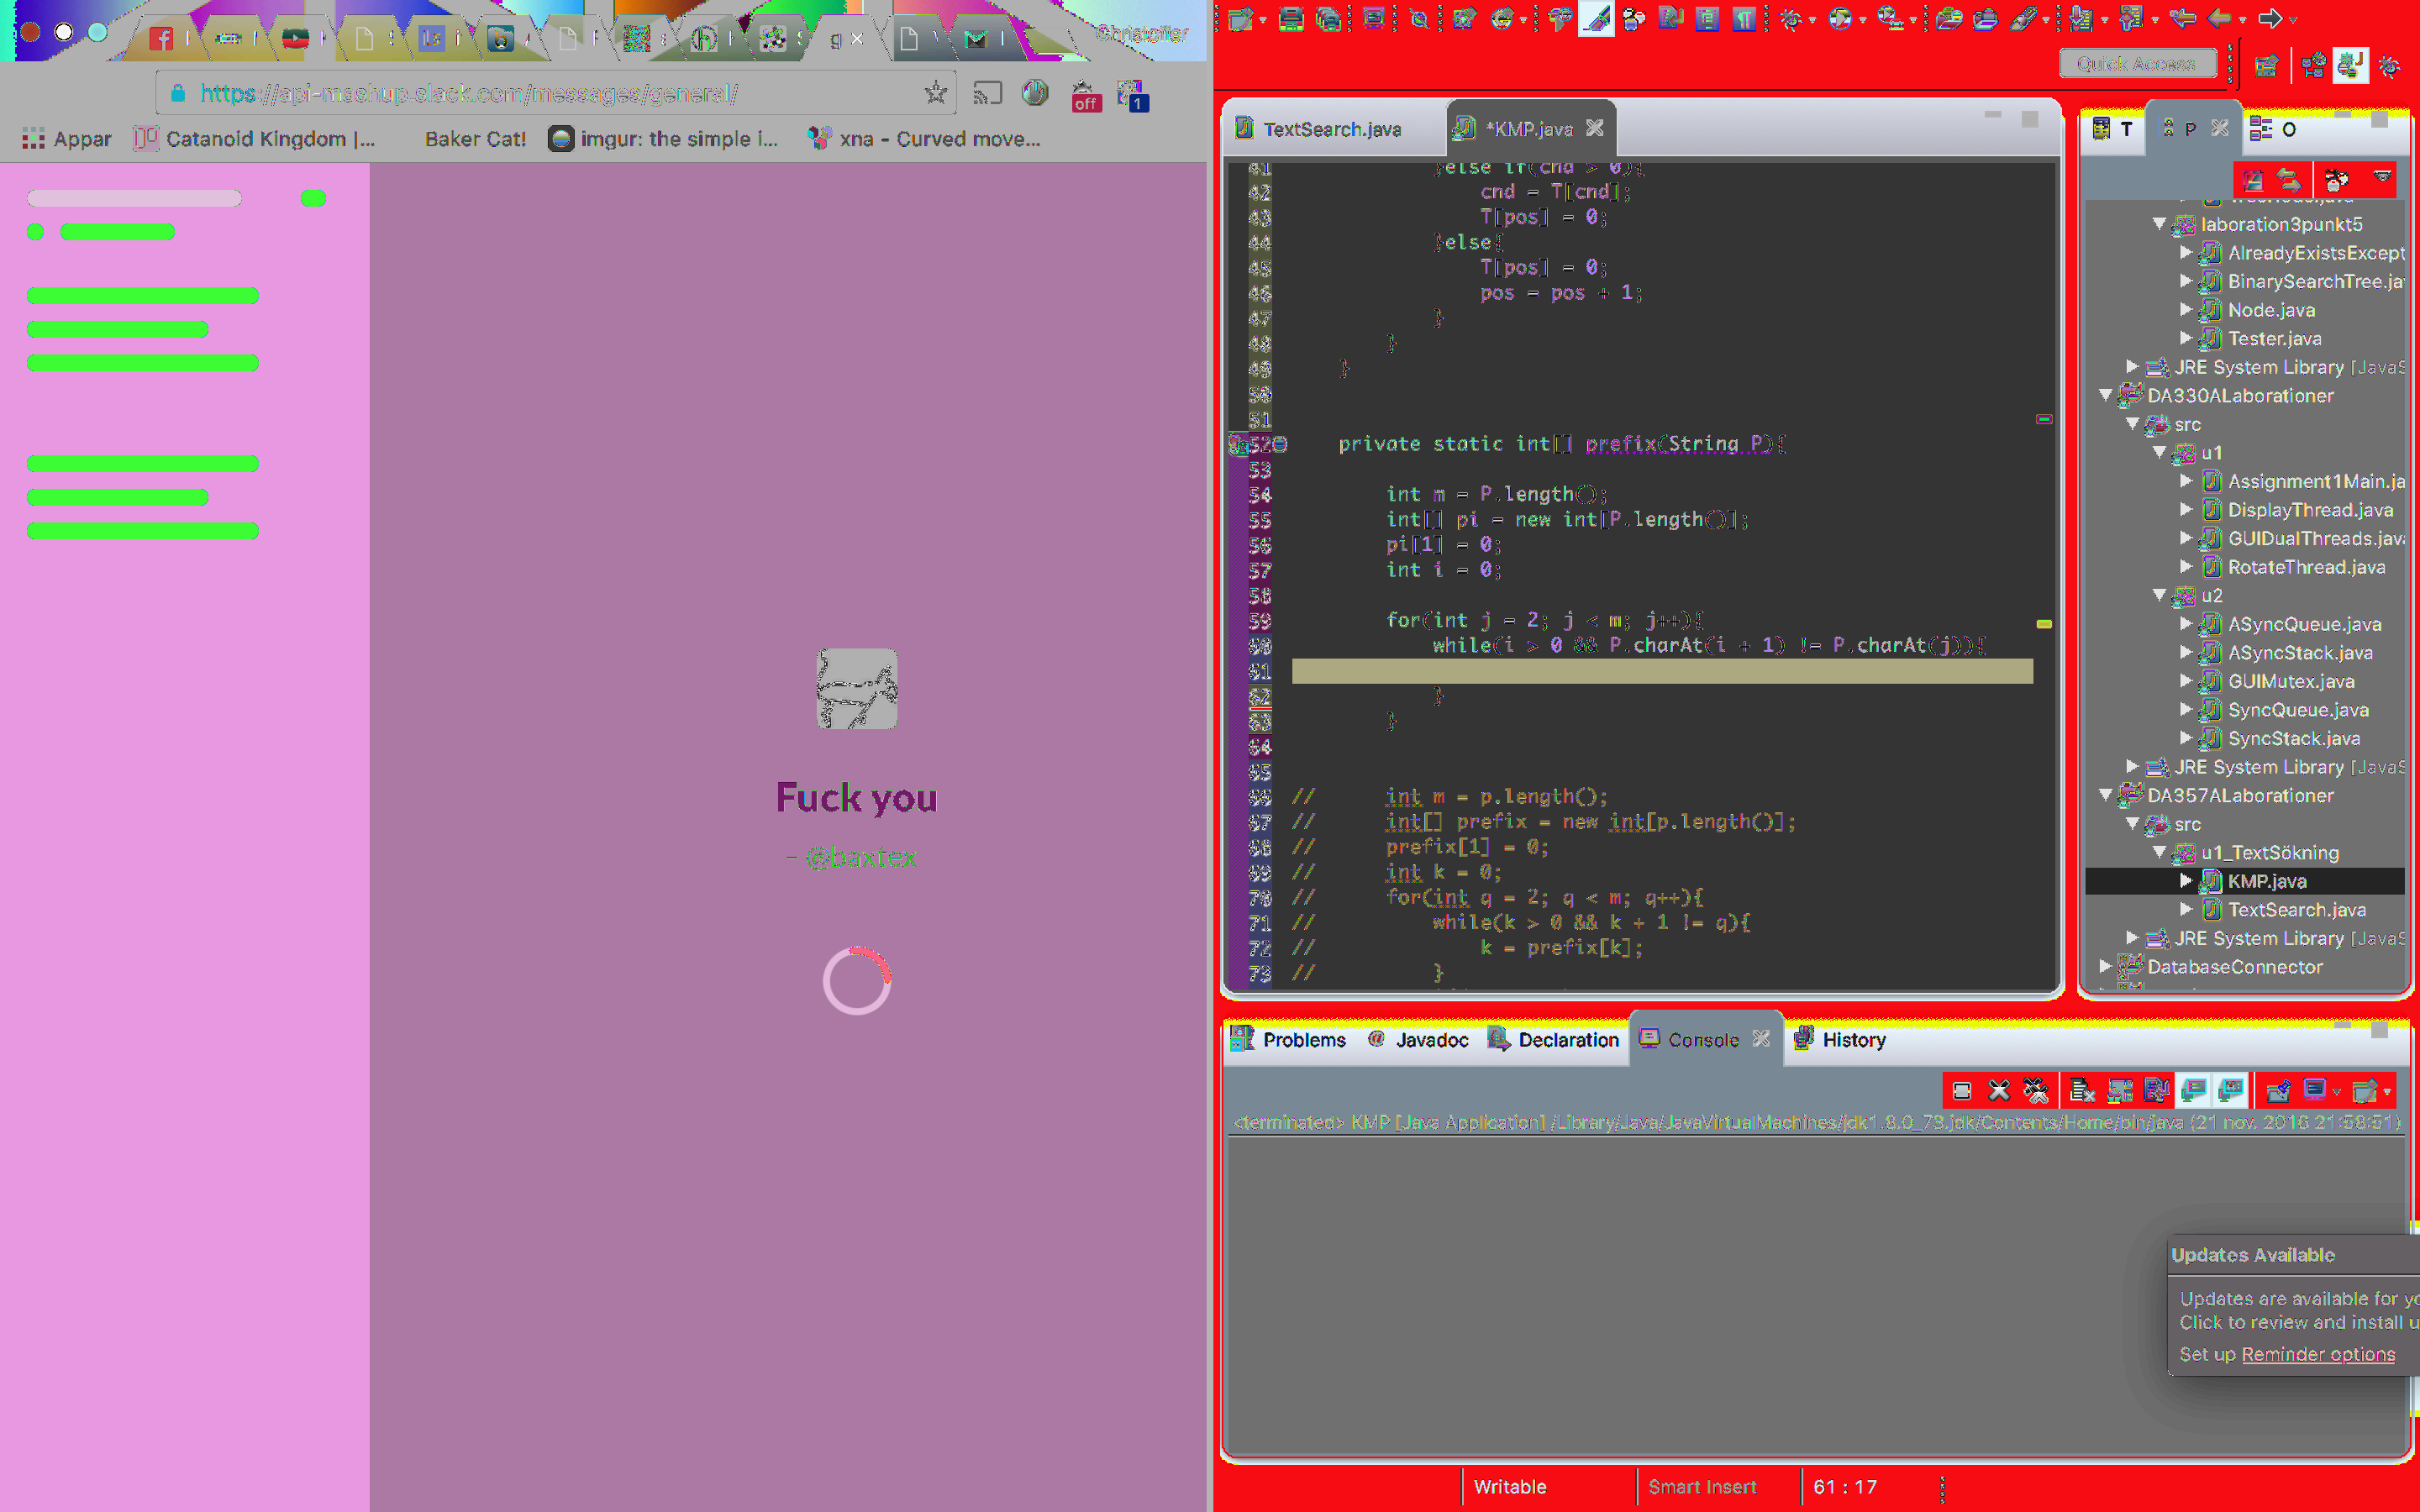 Christoffer
https://api-mashup.slack.com/messages/general/
off
1
Appar
Catanoid Kingdom |...
Baker Cat!
imgur: the simple i...
xna - Curved move...
Fuck you
- @baxtex
Quick Access
TextSearch.java
*KMP.java
41 }else if(cnd > 0){
42 cnd = T[cnd];
43 T[pos] = 0;
44 }else{
45 T[pos] = 0;
46 pos = pos + 1;
47 }
48 }
49 }
50
51
52 private static int[] prefix(String P){
53
54 int m = P.length();
55 int[] pi = new int[P.length()];
56 pi[1] = 0;
57 int i = 0;
58
59 for(int j = 2; j < m; j++){
60 while(i > 0 && P.charAt(i + 1) != P.charAt(j)){
61
62 }
63 }
64
65
66 // int m = p.length();
67 // int[] prefix = new int[p.length()];
68 // prefix[1] = 0;
69 // int k = 0;
70 // for(int q = 2; q < m; q++){
71 // while(k > 0 && k + 1 != q){
72 // k = prefix[k];
73 // }
T
P
O
laboration3punkt5
AlreadyExistsExcept
BinarySearchTree.ja
Node.java
Tester.java
JRE System Library [JavaS
DA330ALaborationer
src
u1
Assignment1Main.ja
DisplayThread.java
GUIDualThreads.java
RotateThread.java
u2
ASyncQueue.java
ASyncStack.java
GUIMutex.java
SyncQueue.java
SyncStack.java
JRE System Library [JavaS
DA357ALaborationer
src
u1_TextSökning
KMP.java
TextSearch.java
JRE System Library [JavaS
DatabaseConnector
Problems
@ Javadoc
Declaration
Console
History
<terminated> KMP [Java Application] /Library/Java/JavaVirtualMachines/jdk1.8.0_73.jdk/Contents/Home/bin/java (21 nov. 2016 21:58:51)
Updates Available
Updates are available for yo
Click to review and install u
Set up Reminder options
Writable
Smart Insert
61 : 17